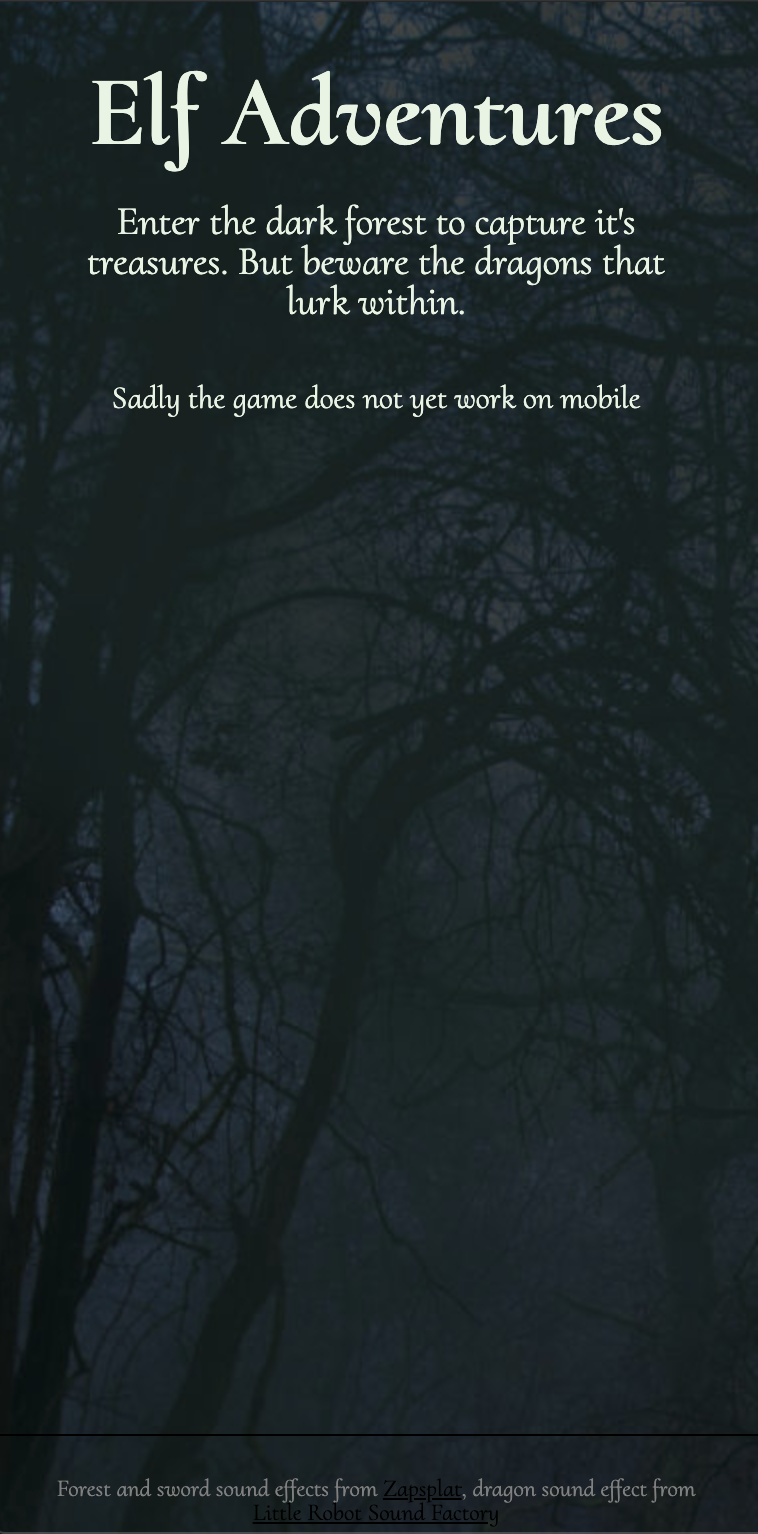 Elf Adventures
Enter the dark forest to capture it's
treasures. But beware the dragons that
lurk within.
Sadly the game does not yet work on mobile
Forest and sword sound effects from Zapsplat, dragon sound effect from
Little Robot Sound Factory